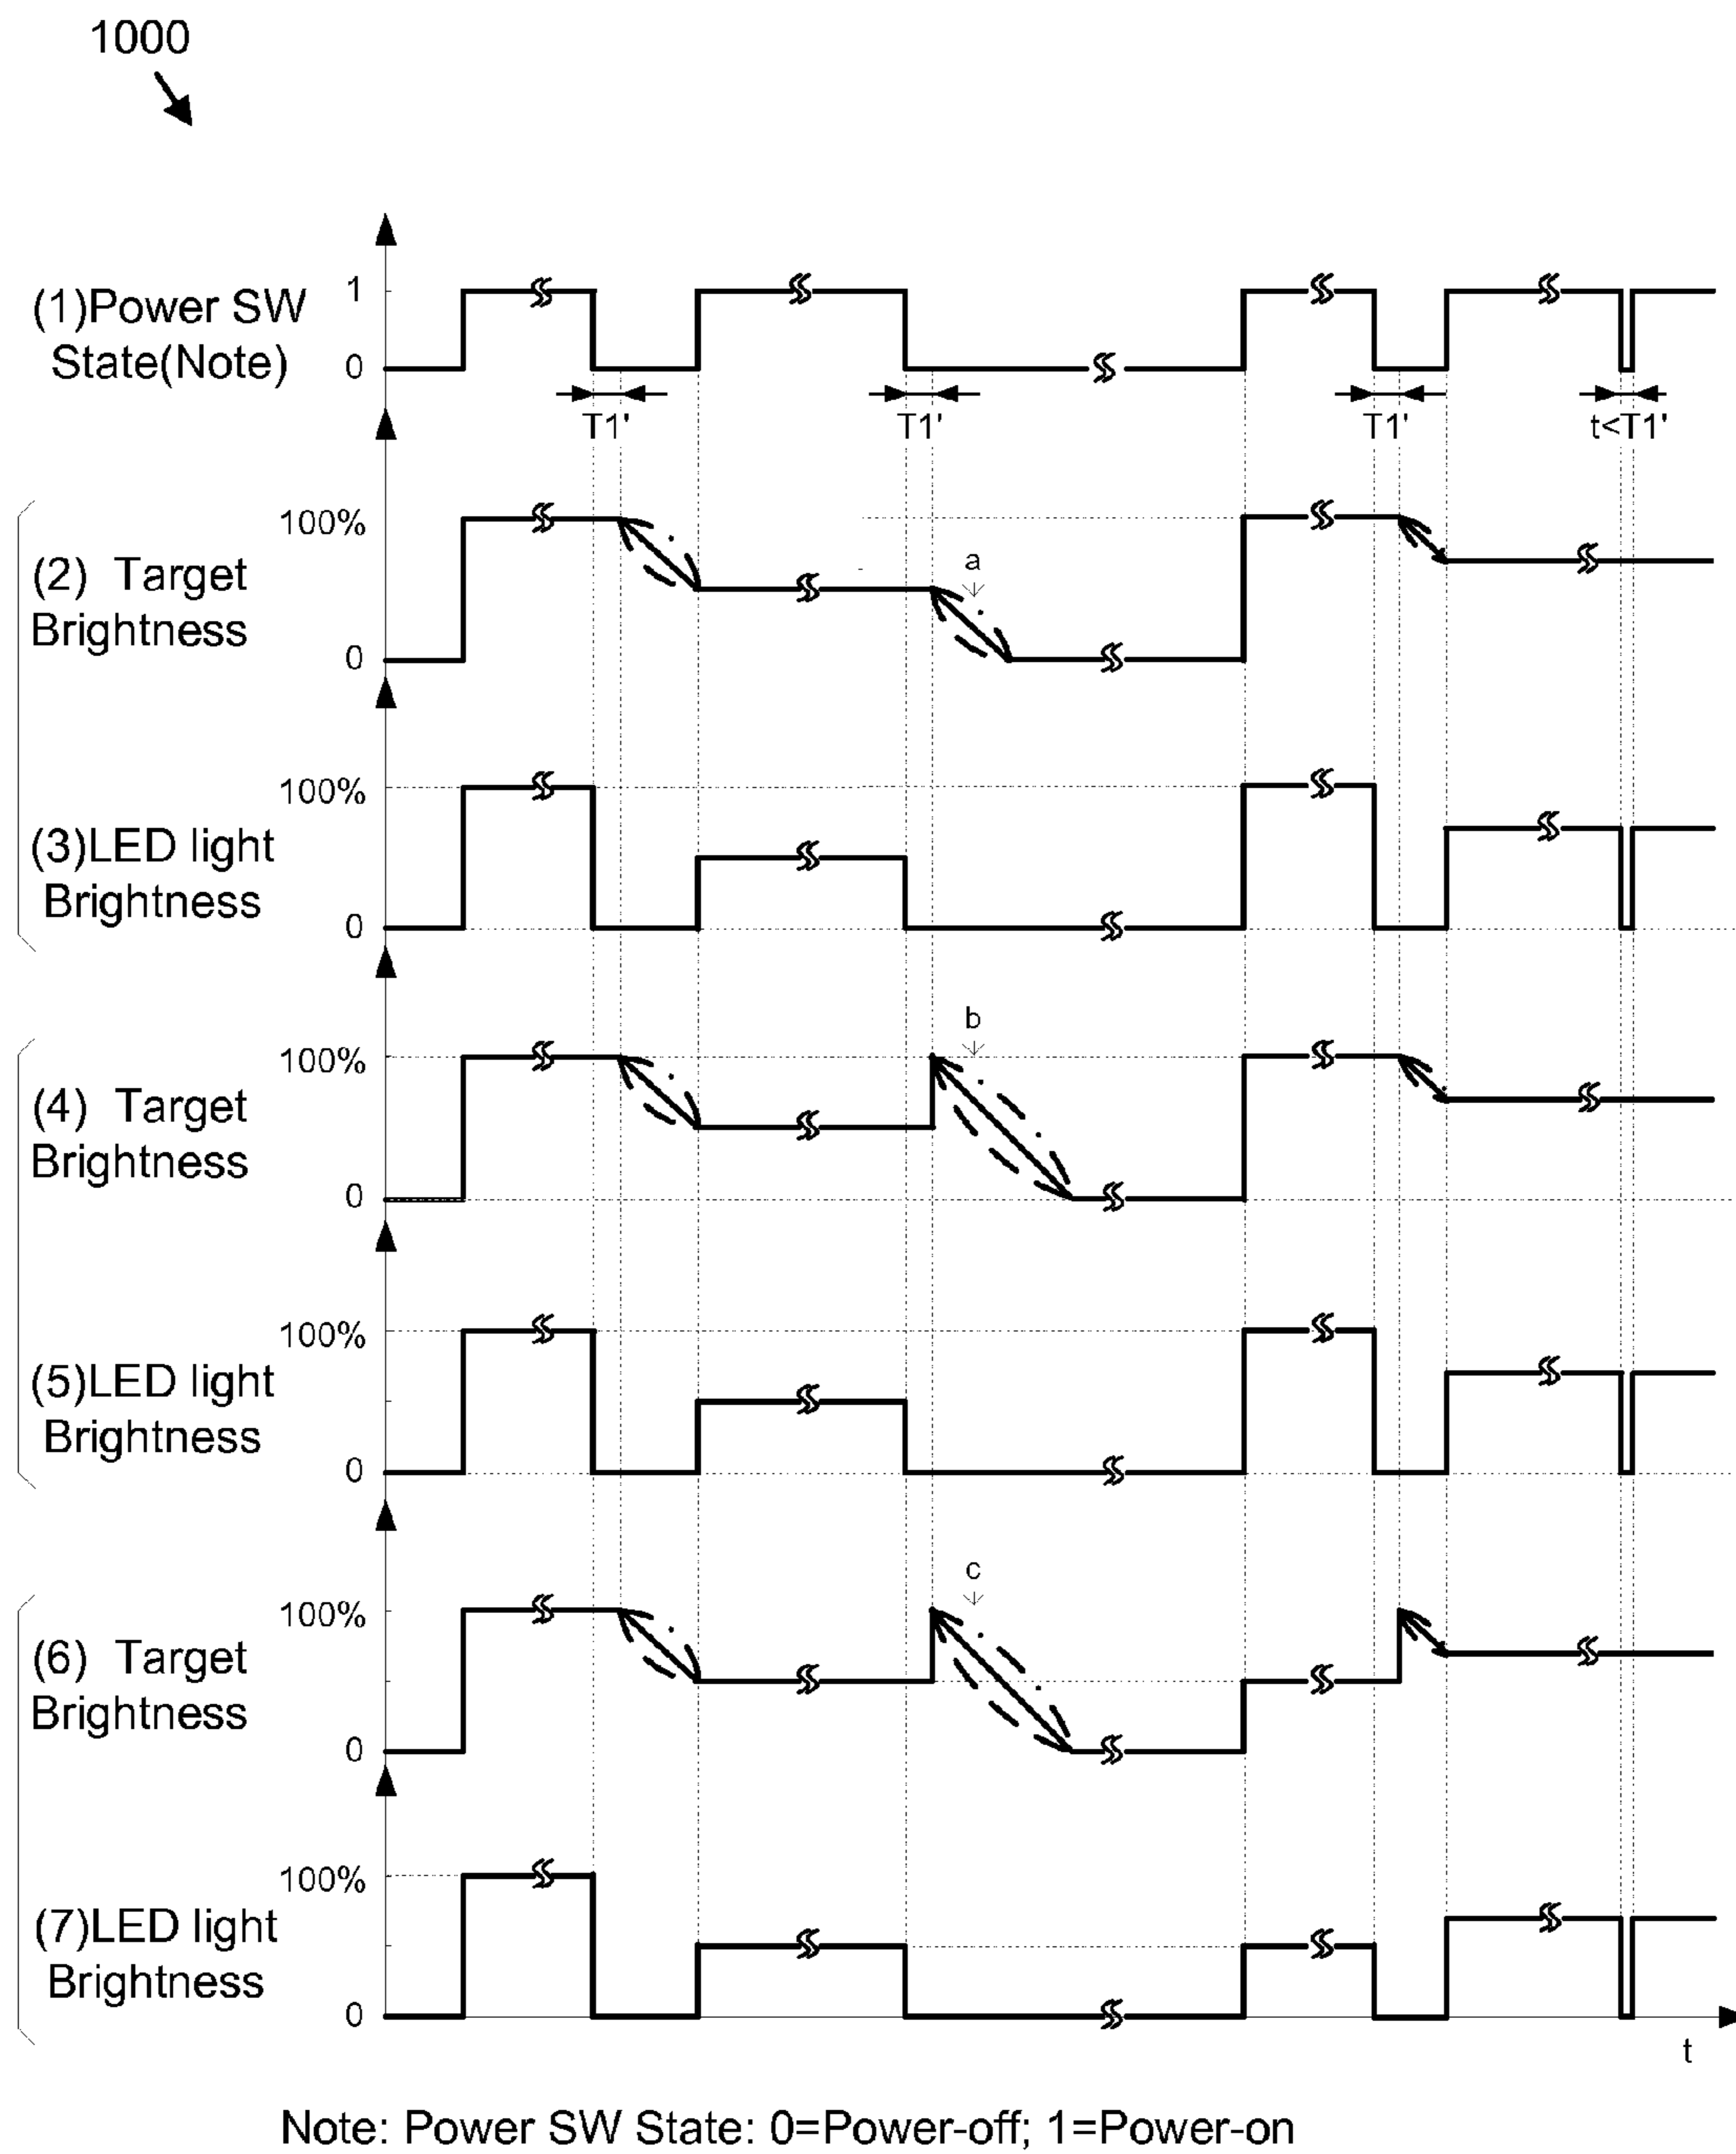 1000
(1)Power SW
State(Note)
1
0
T1'
T1'
T1'
t<T1'
(2) Target
Brightness
100%
0
a
(3)LED light
Brightness
100%
0
(4) Target
Brightness
100%
0
b
(5)LED light
Brightness
100%
0
(6) Target
Brightness
100%
0
c
(7)LED light
Brightness
100%
0
t
Note: Power SW State: 0=Power-off; 1=Power-on